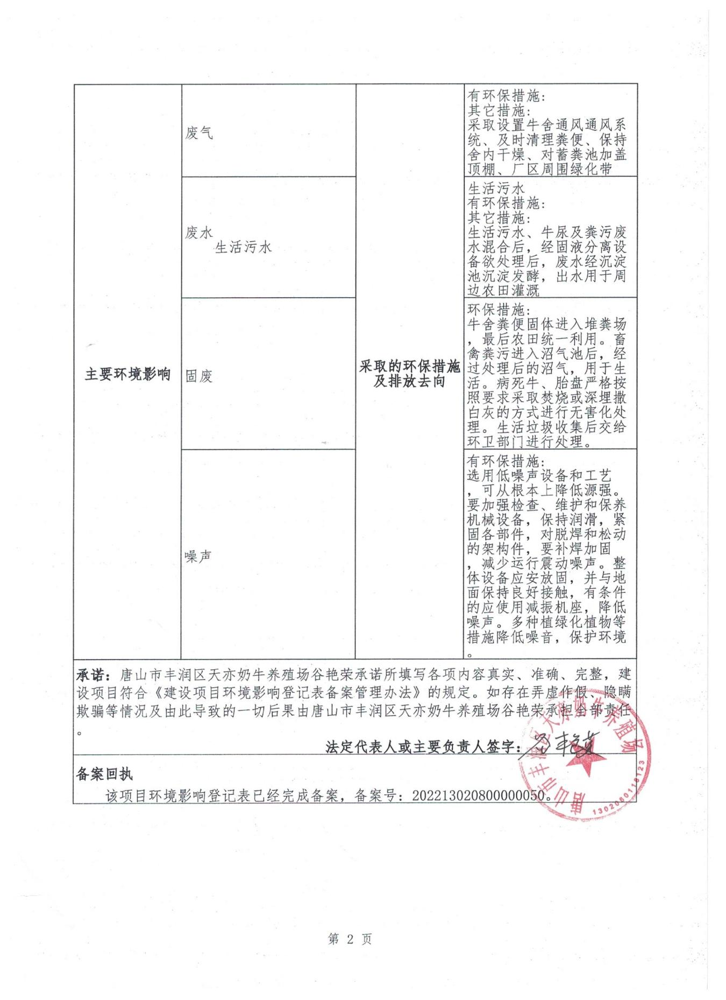 主要环境影响
废气
采取的环保措施
及排放去向
有环保措施：
其它措施：
采取设置牛舍通风通风系
统、及时清理粪便、保持
舍内干燥、对蓄粪池加盖
顶棚、厂区周围绿化带
废水
生活污水
生活污水
有环保措施：
其它措施：
生活污水、牛尿及粪污废
水混合后，经固液分离设
备欲处理后，废水经沉淀
池沉淀发酵，出水用于周
边农田灌溉
固废
环保措施：
牛舍粪便固体进入堆粪场
，最后农田统一利用。畜
禽粪污进入沼气池后，经
过处理后的沼气，用于生
活。病死牛、胎盘严格按
照要求采取焚烧或深埋撒
白灰的方式进行无害化处
理。生活垃圾收集后交给
环卫部门进行处理。
噪声
有环保措施：
选用低噪声设备和工艺
，可从根本上降低源强。
要加强检查、维护和保养
机械设备，保持润滑，紧
固各部件，对脱焊和松动
的架构件，要补焊加固
，减少运行震动噪声。整
体设备应安放固，并与地
面保持良好接触，有条件
的应使用减振机座，降低
噪声。多种植绿化植物等
措施降低噪音，保护环境
。
承诺：唐山市丰润区天亦奶牛养殖场谷艳荣承诺所填写各项内容真实、准确、完整，建
设项目符合《建设项目环境影响登记表备案管理办法》的规定。如存在弄虚作假、隐瞒
欺骗等情况及由此导致的一切后果由唐山市丰润区天亦奶牛养殖场谷艳荣承担全部责任
。
法定代表人或主要负责人签字：谷艳荣
唐山市丰润区天亦奶牛养殖场
备案回执
该项目环境影响登记表已经完成备案，备案号：202213020800000050。
第 2 页